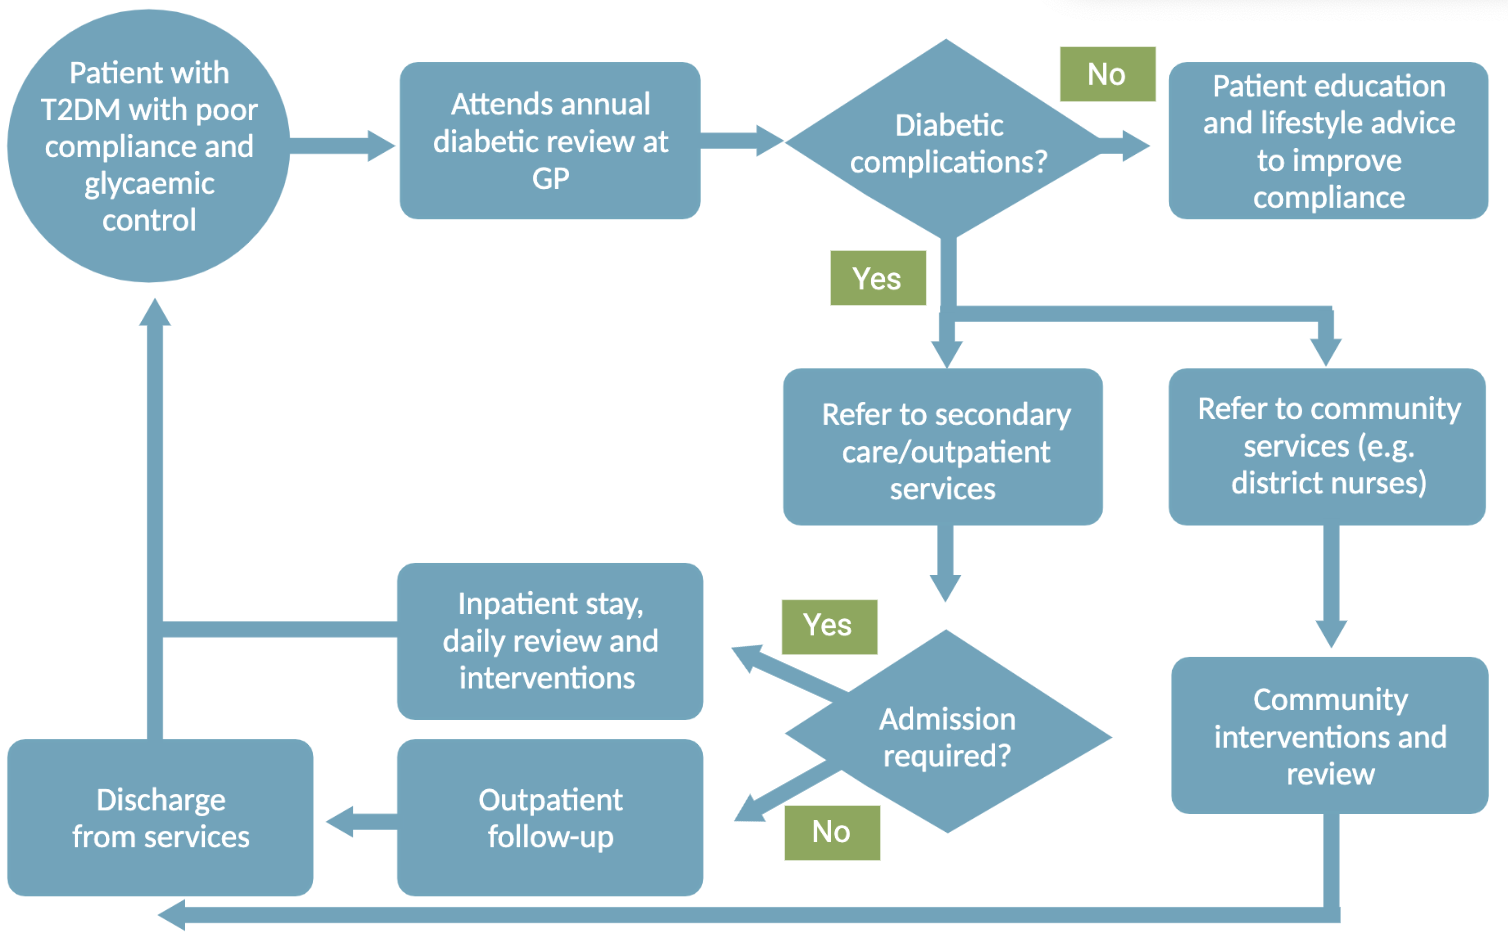 Patient with
T2DM with poor
compliance and
glycaemic
control
Attends annual
diabetic review at
GP
Diabetic
complications?
No
Patient education
and lifestyle advice
to improve
compliance
Yes
Refer to secondary
care/outpatient
services
Refer to community
services (e.g.
district nurses)
Inpatient stay,
daily review and
interventions
Yes
Admission
required?
Community
interventions and
review
Discharge
from services
Outpatient
follow-up
No